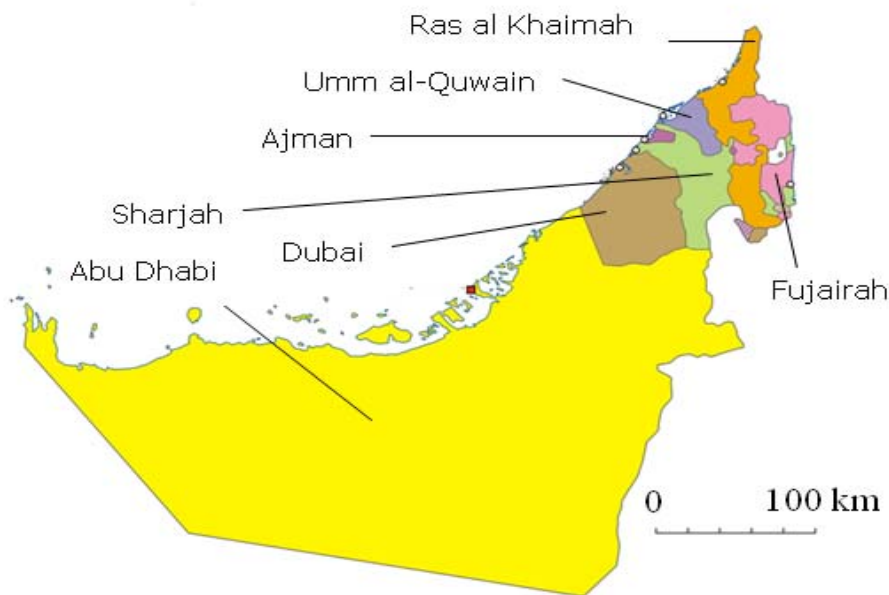 Ras al Khaimah
Umm al-Quwain
Ajman
Sharjah
Dubai
Abu Dhabi
Fujairah
0 100 km